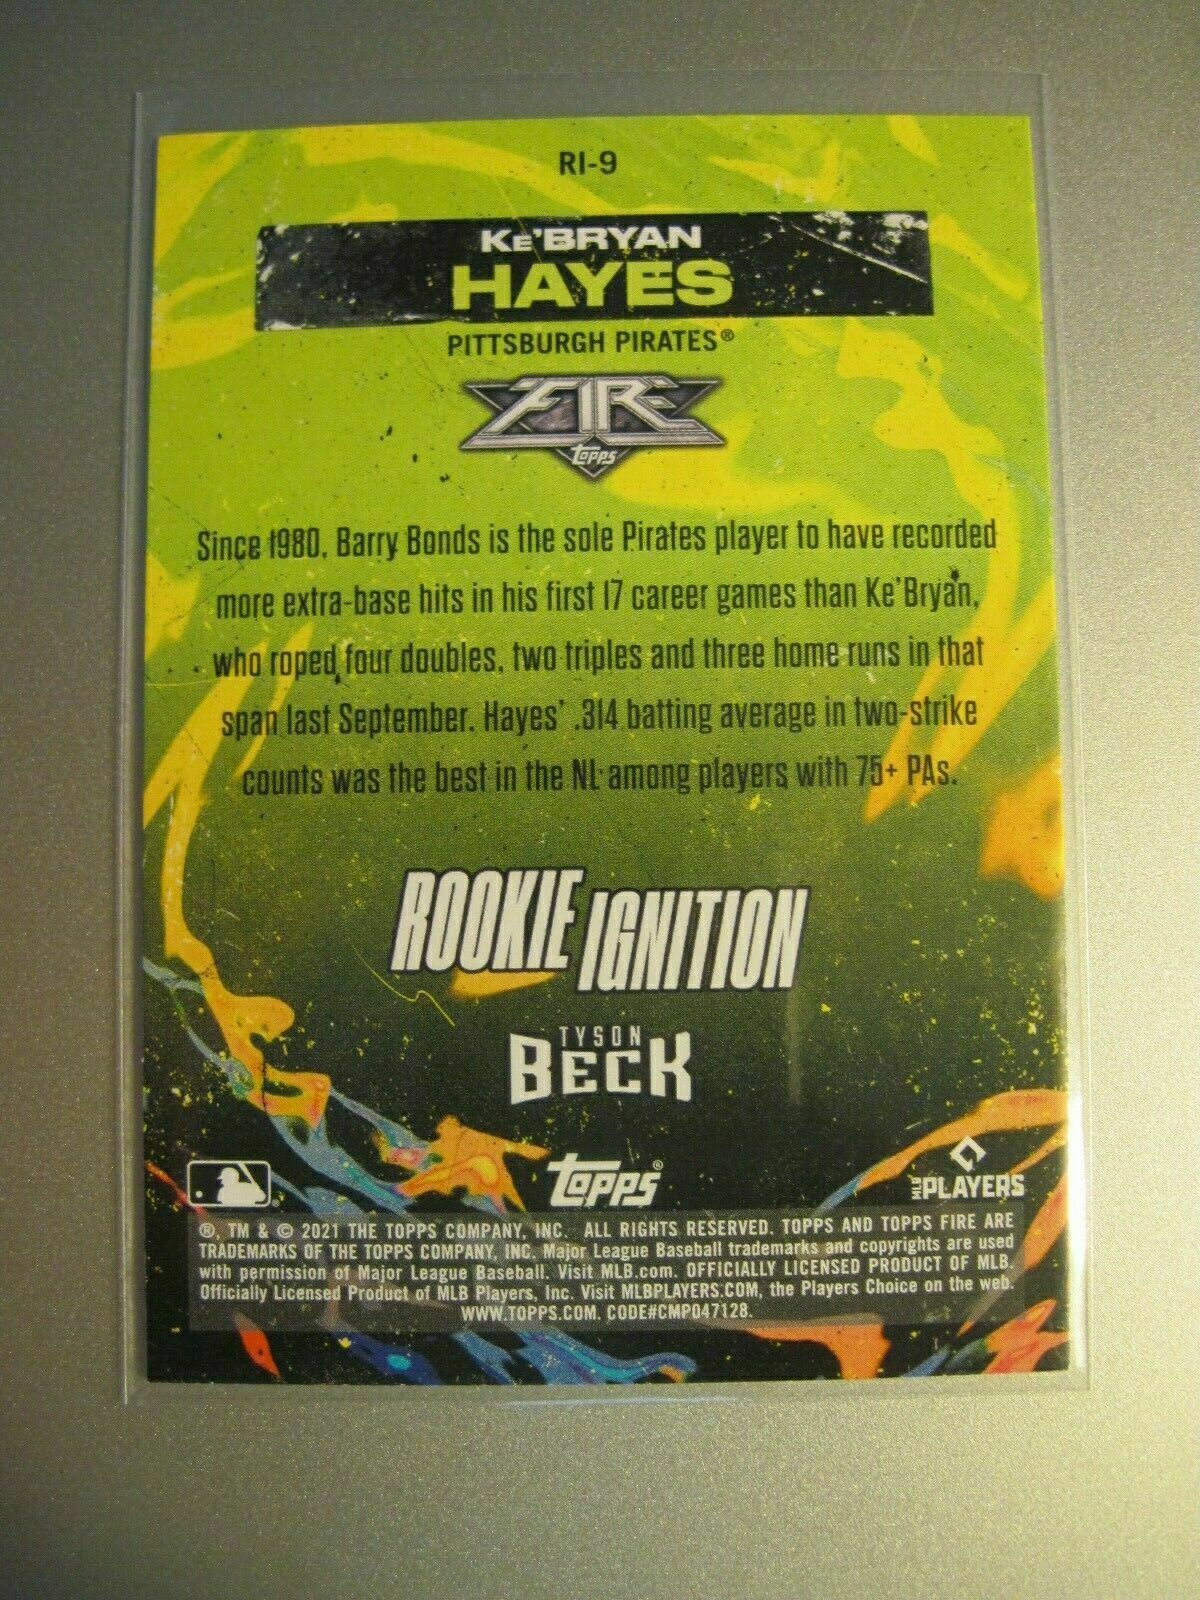 RI-9
KE'BRYAN
HAYES
PITTSBURGH PIRATES®
FIRE
topps
Since 1980, Barry Bonds is the sole Pirates player to have recorded
more extra-base hits in his first 17 career games than Ke'Bryan,
who roped four doubles, two triples and three home runs in that
span last September. Hayes' .314 batting average in two-strike
counts was the best in the NL among players with 75+ PAs.
ROOKIE IGNITION
TYSON
BECK
topps®
MLB PLAYERS
®, TM & © 2021 THE TOPPS COMPANY, INC. ALL RIGHTS RESERVED. TOPPS AND TOPPS FIRE ARE
TRADEMARKS OF THE TOPPS COMPANY, INC. Major League Baseball trademarks and copyrights are used
with permission of Major League Baseball. Visit MLB.com. OFFICIALLY LICENSED PRODUCT OF MLB.
Officially Licensed Product of MLB Players, Inc. Visit MLBPLAYERS.COM, the Players Choice on the web.
WWW.TOPPS.COM. CODE#CMP047128.